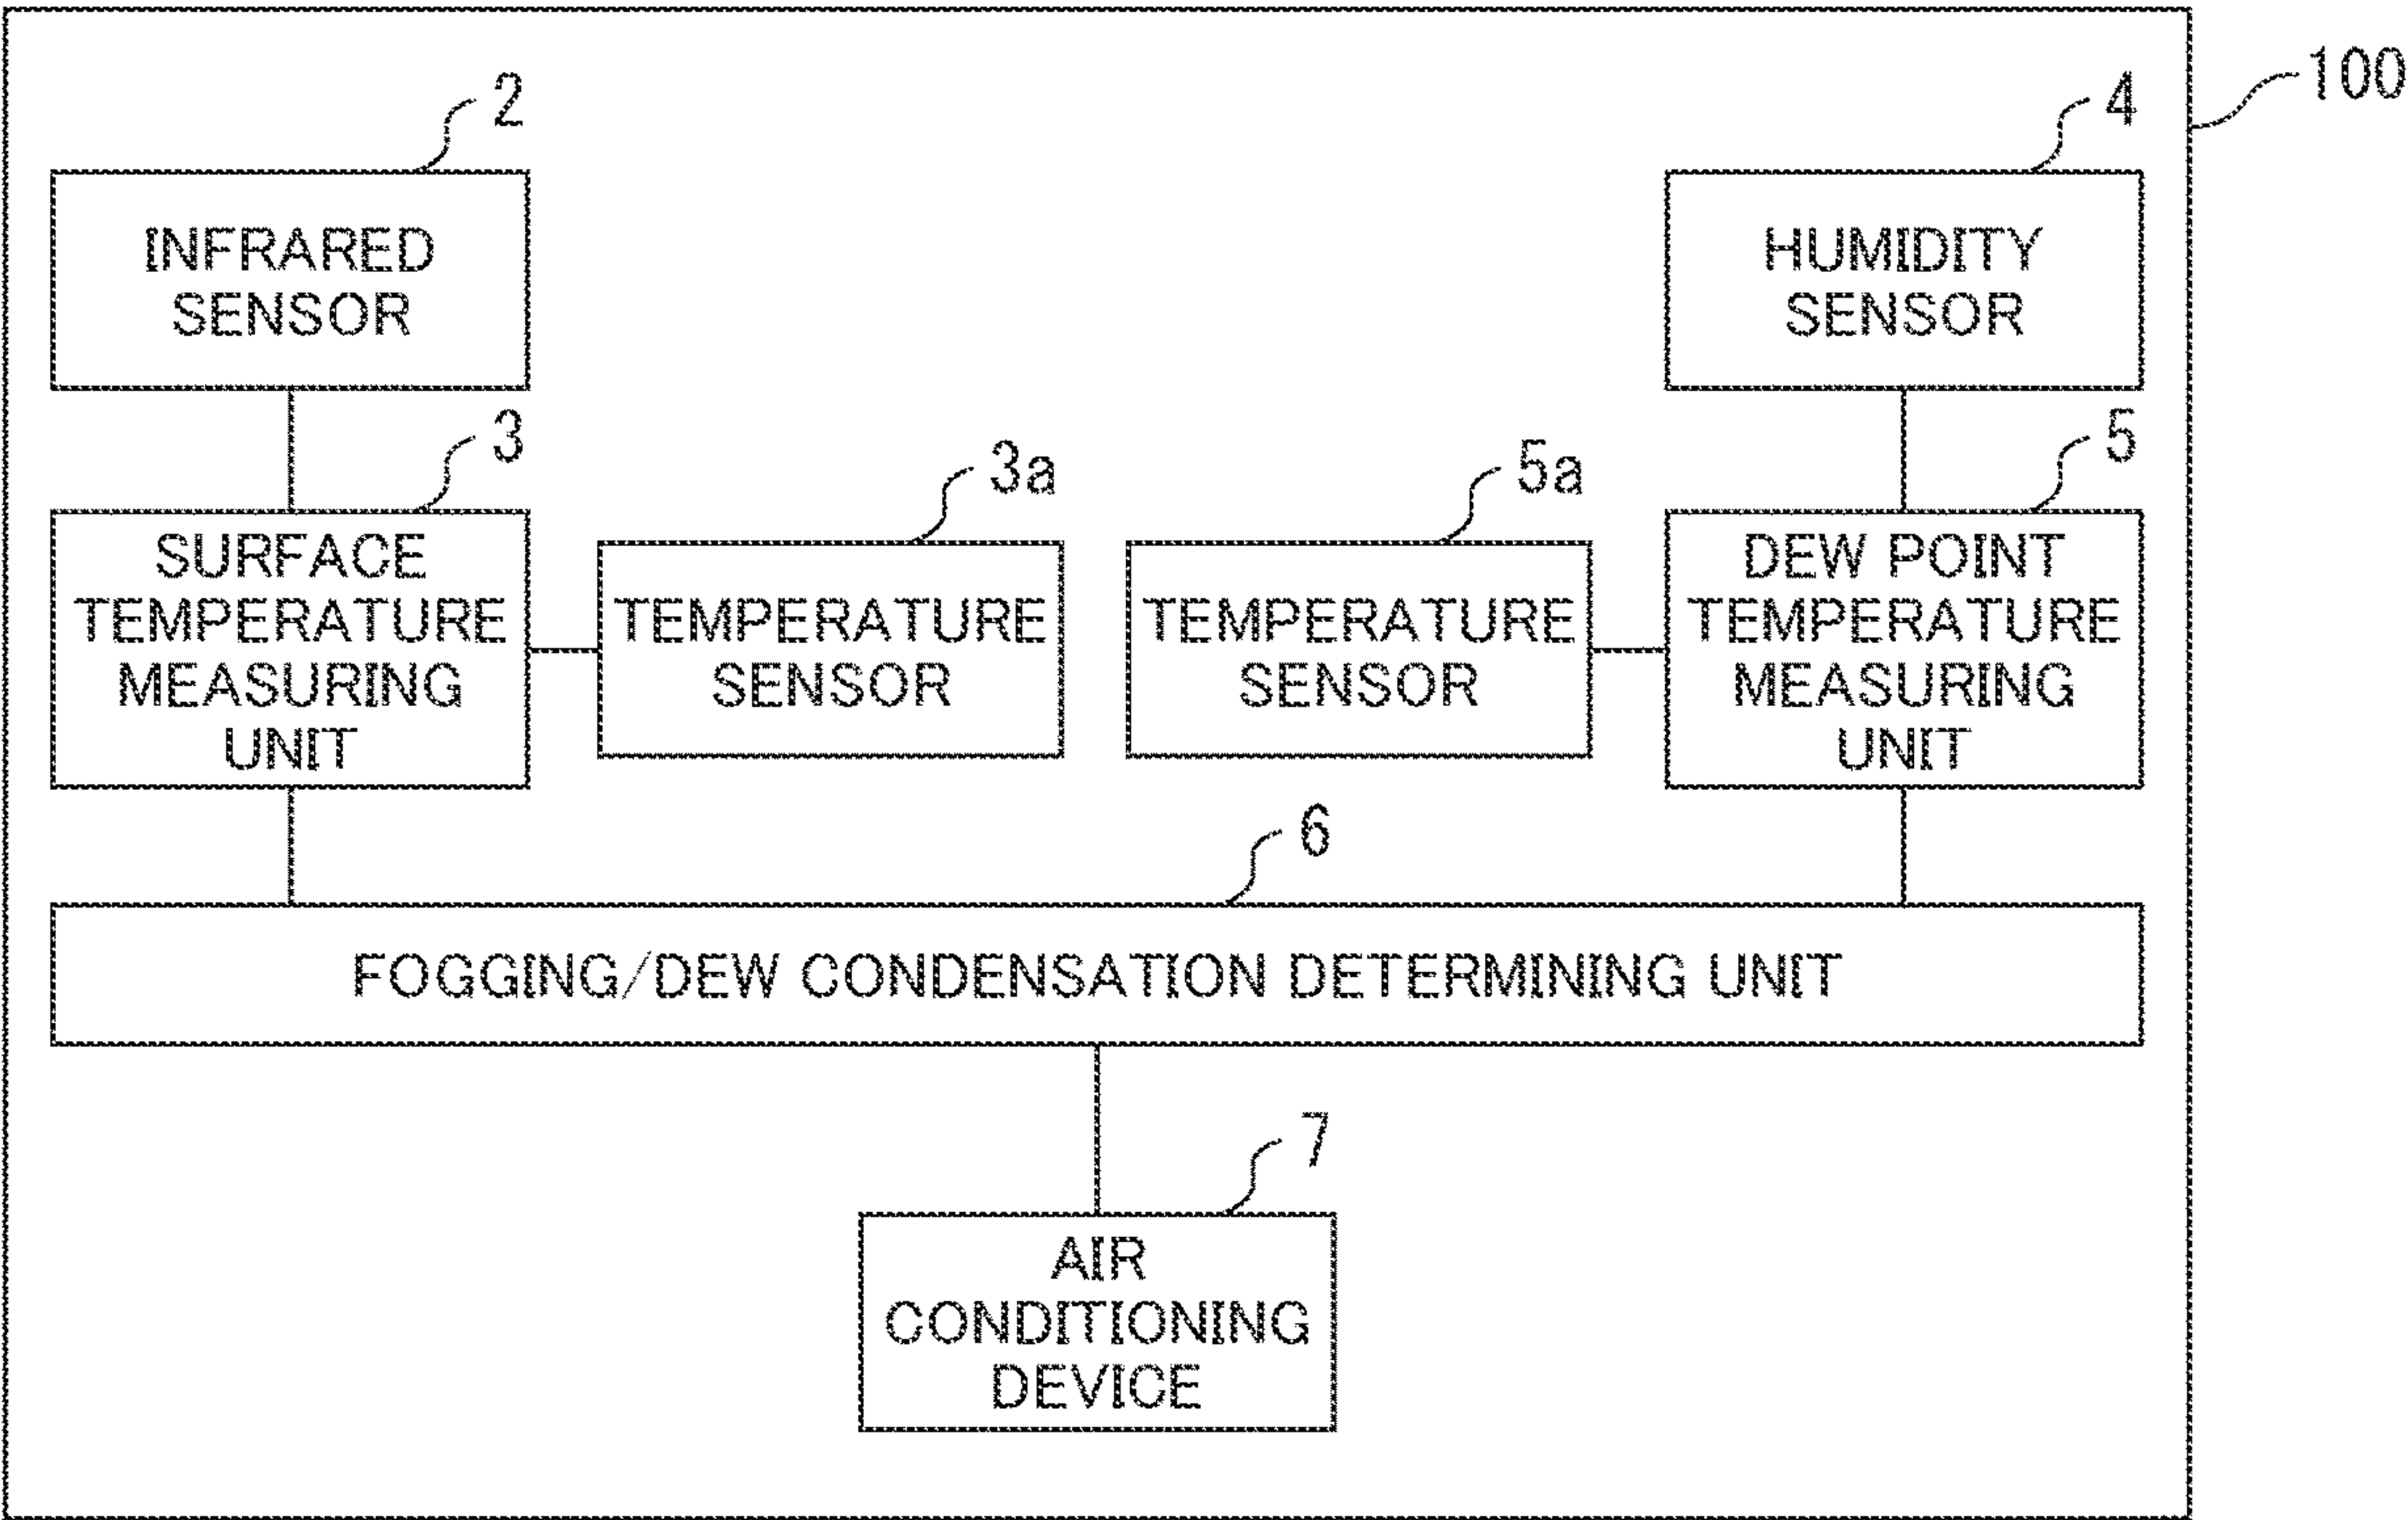 100
2
INFRARED
SENSOR
4
HUMIDITY
SENSOR
3
SURFACE
TEMPERATURE
MEASURING
UNIT
3a
TEMPERATURE
SENSOR
5a
TEMPERATURE
SENSOR
5
DEW POINT
TEMPERATURE
MEASURING
UNIT
6
FOGGING/DEW CONDENSATION DETERMINING UNIT
7
AIR
CONDITIONING
DEVICE